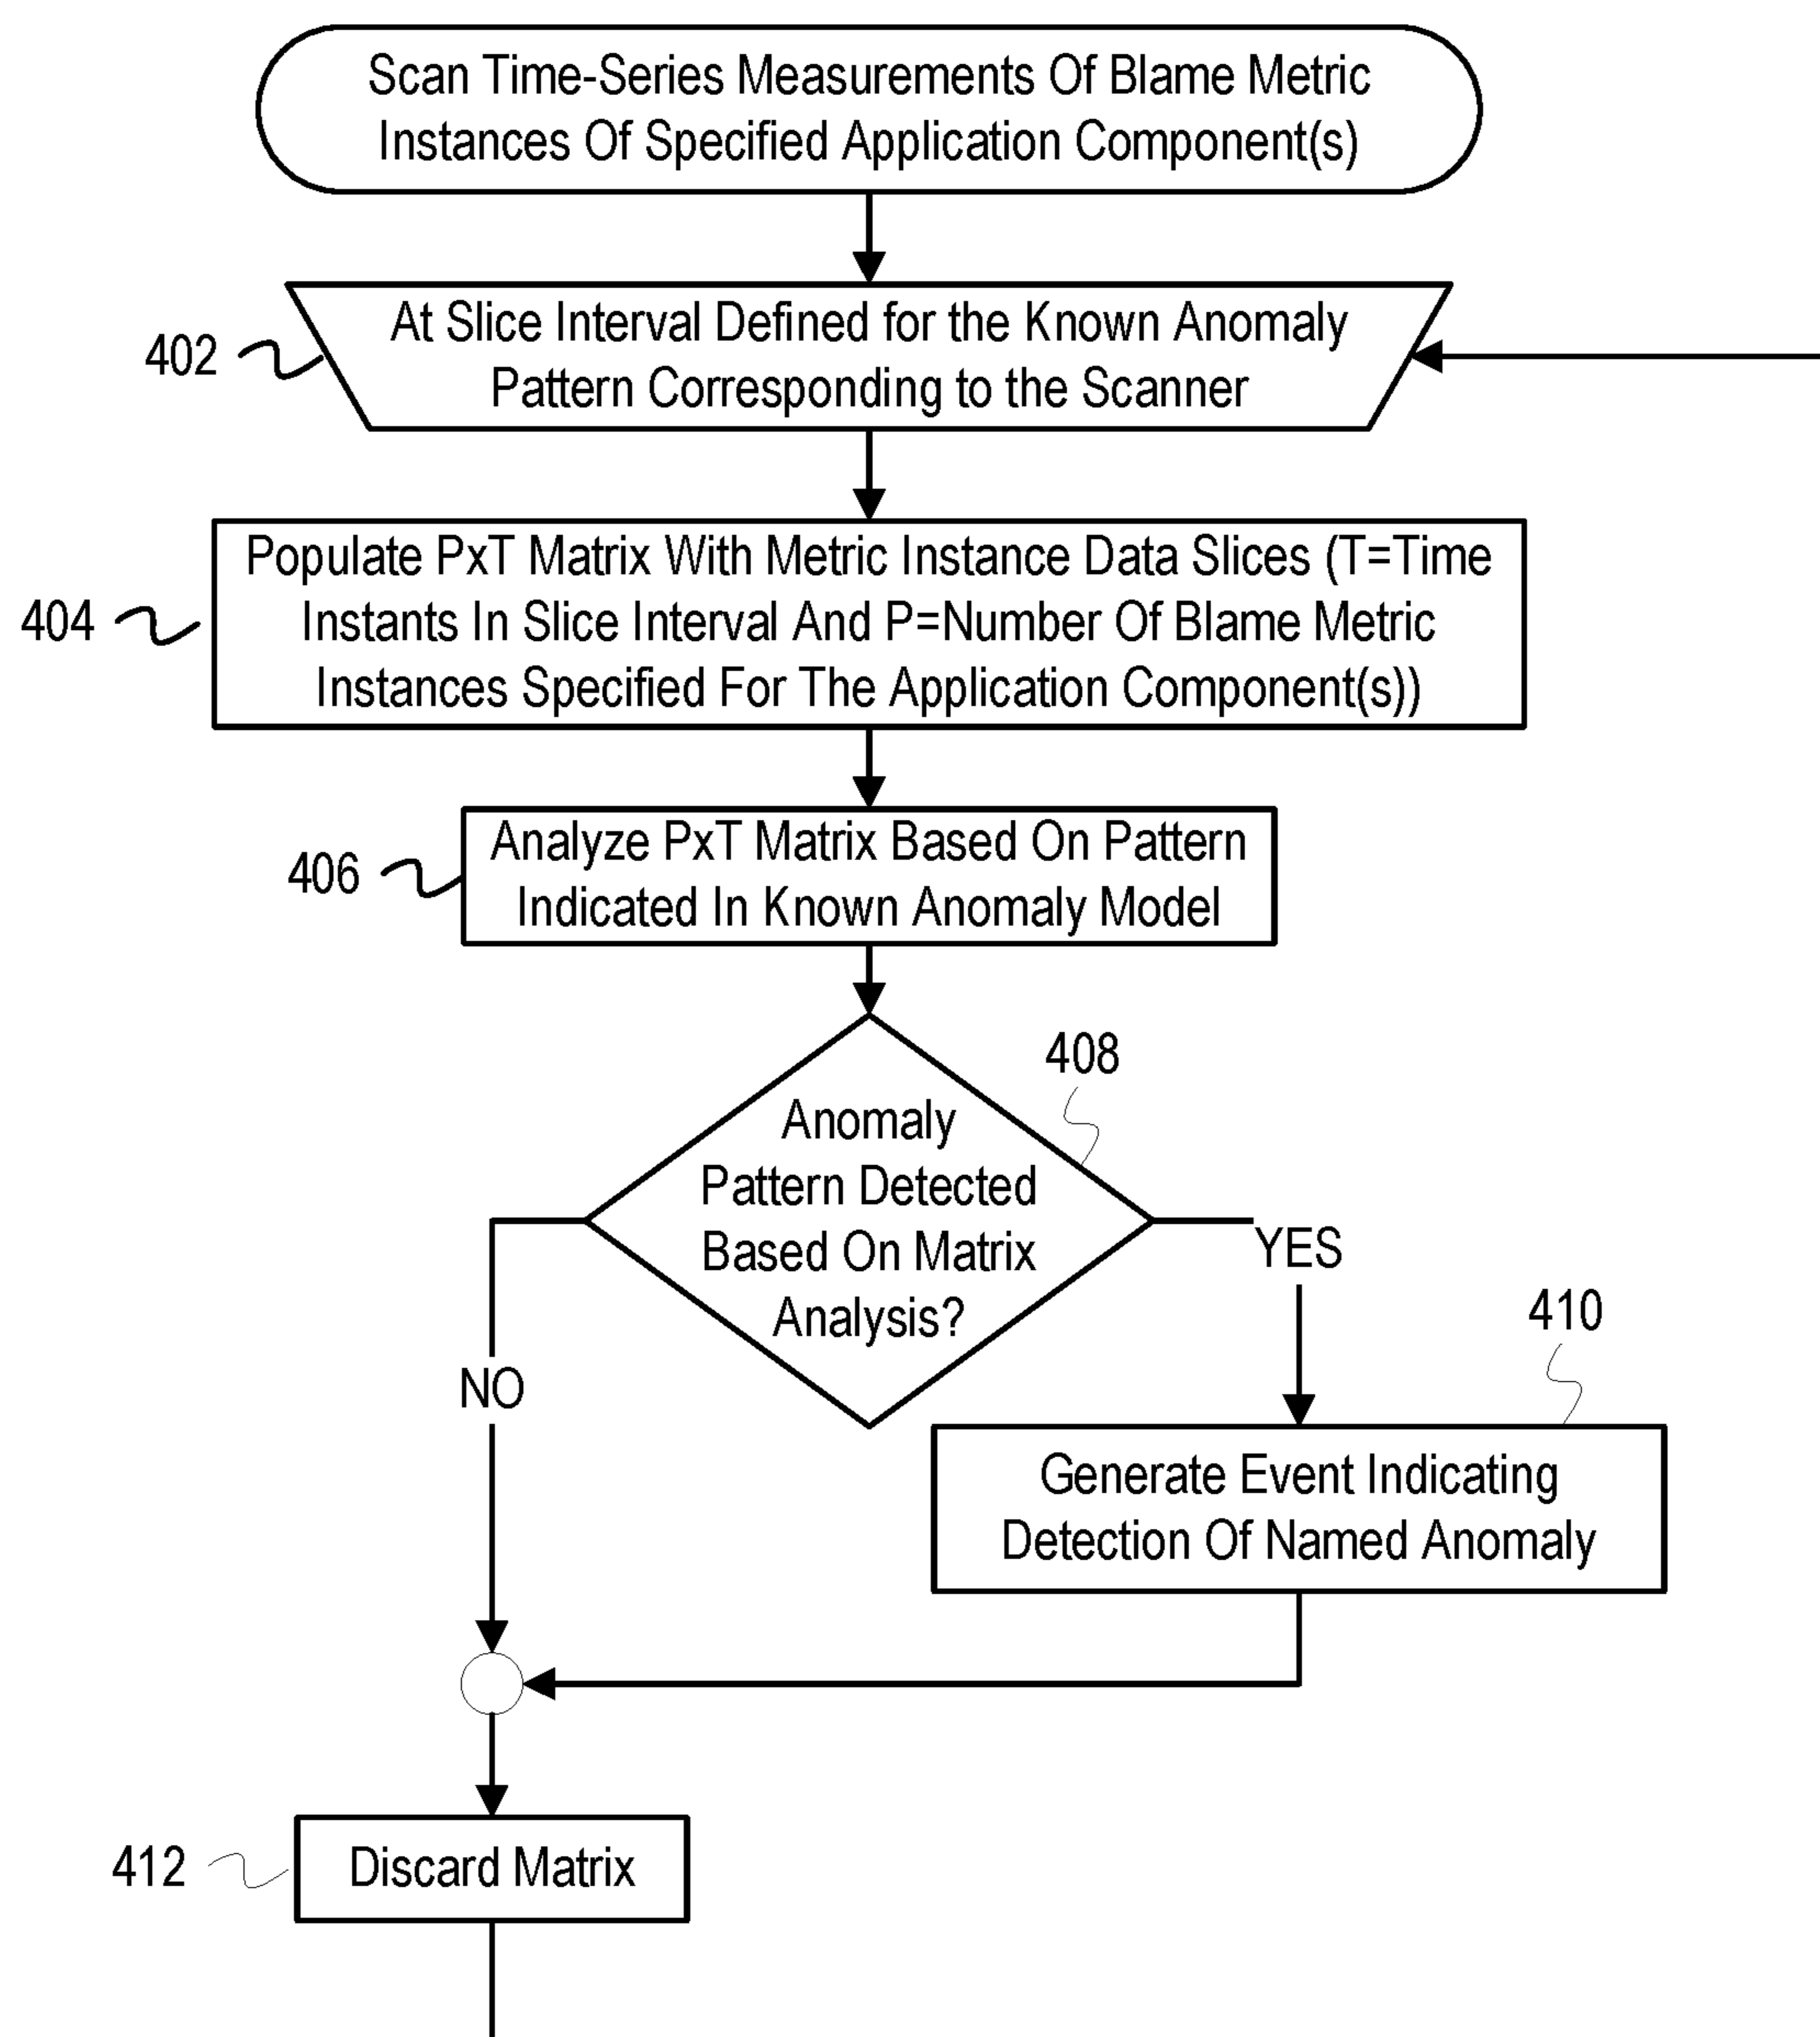 Scan Time-Series Measurements Of Blame Metric
Instances Of Specified Application Component(s)
402
At Slice Interval Defined for the Known Anomaly
Pattern Corresponding to the Scanner
404
Populate PxT Matrix With Metric Instance Data Slices (T=Time
Instants In Slice Interval And P=Number Of Blame Metric
Instances Specified For The Application Component(s))
406
Analyze PxT Matrix Based On Pattern
Indicated In Known Anomaly Model
408
Anomaly
Pattern Detected
Based On Matrix
Analysis?
YES
NO
410
Generate Event Indicating
Detection Of Named Anomaly
412
Discard Matrix